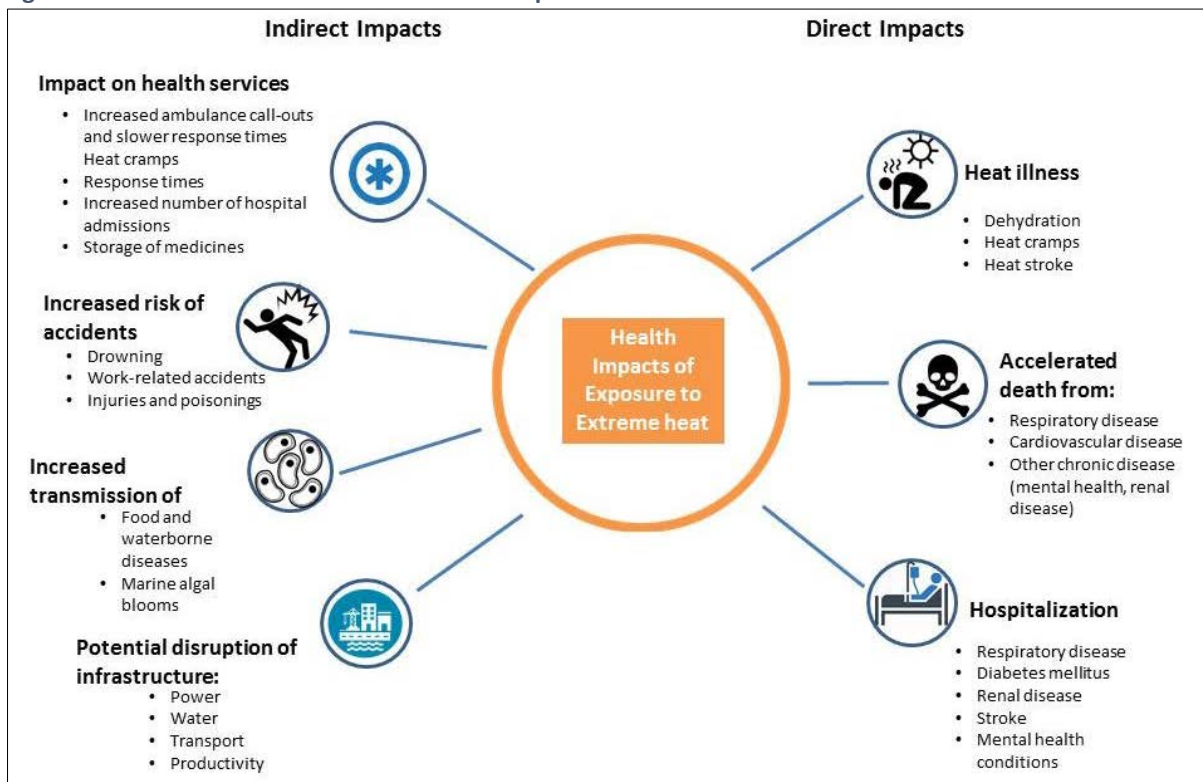 Indirect Impacts
Impact on health services
• Increased ambulance call-outs
and slower response times
Heat cramps
• Response times
• Increased number of hospital
admissions
• Storage of medicines
Increased risk of
accidents
• Drowning
• Work-related accidents
• Injuries and poisonings
Increased
transmission of
• Food and
waterborne
diseases
• Marine algal
blooms
Potential disruption of
infrastructure:
• Power
• Water
• Transport
• Productivity
Health
Impacts of
Exposure to
Extreme heat
Direct Impacts
Heat illness
• Dehydration
• Heat cramps
• Heat stroke
Accelerated
death from:
• Respiratory disease
• Cardiovascular disease
• Other chronic disease
(mental health, renal
disease)
Hospitalization
• Respiratory disease
• Diabetes mellitus
• Renal disease
• Stroke
• Mental health
conditions